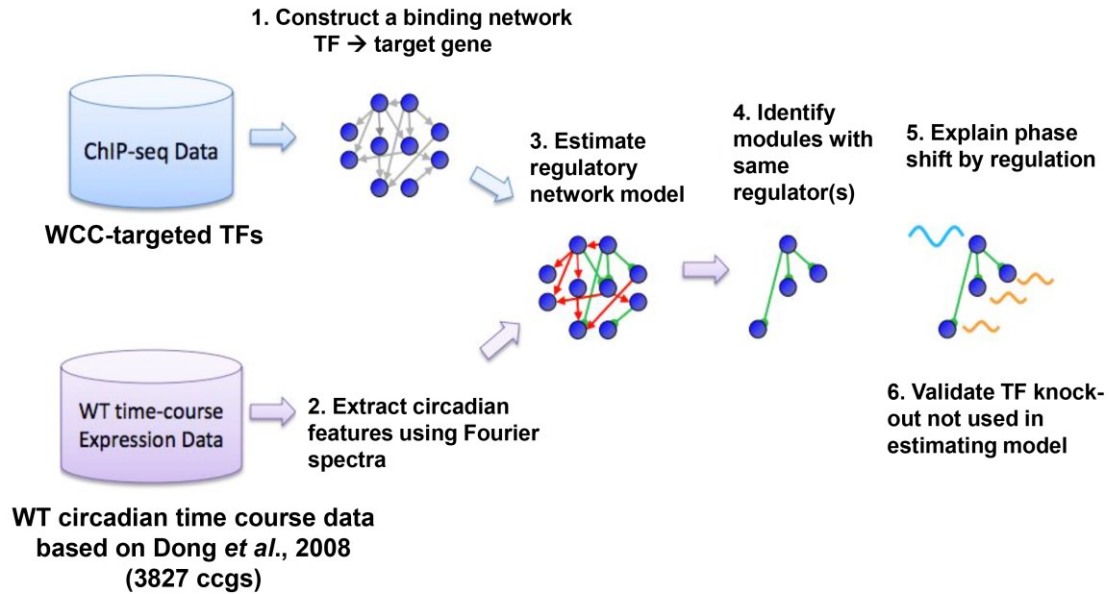 1. Construct a binding network
TF → target gene
ChIP-seq Data
WCC-targeted TFs
3. Estimate
regulatory
network model
4. Identify
modules with
same
regulator(s)
5. Explain phase
shift by regulation
WT time-course
Expression Data
2. Extract circadian
features using Fourier
spectra
6. Validate TF knock-
out not used in
estimating model
WT circadian time course data
based on Dong et al., 2008
(3827 ccgs)